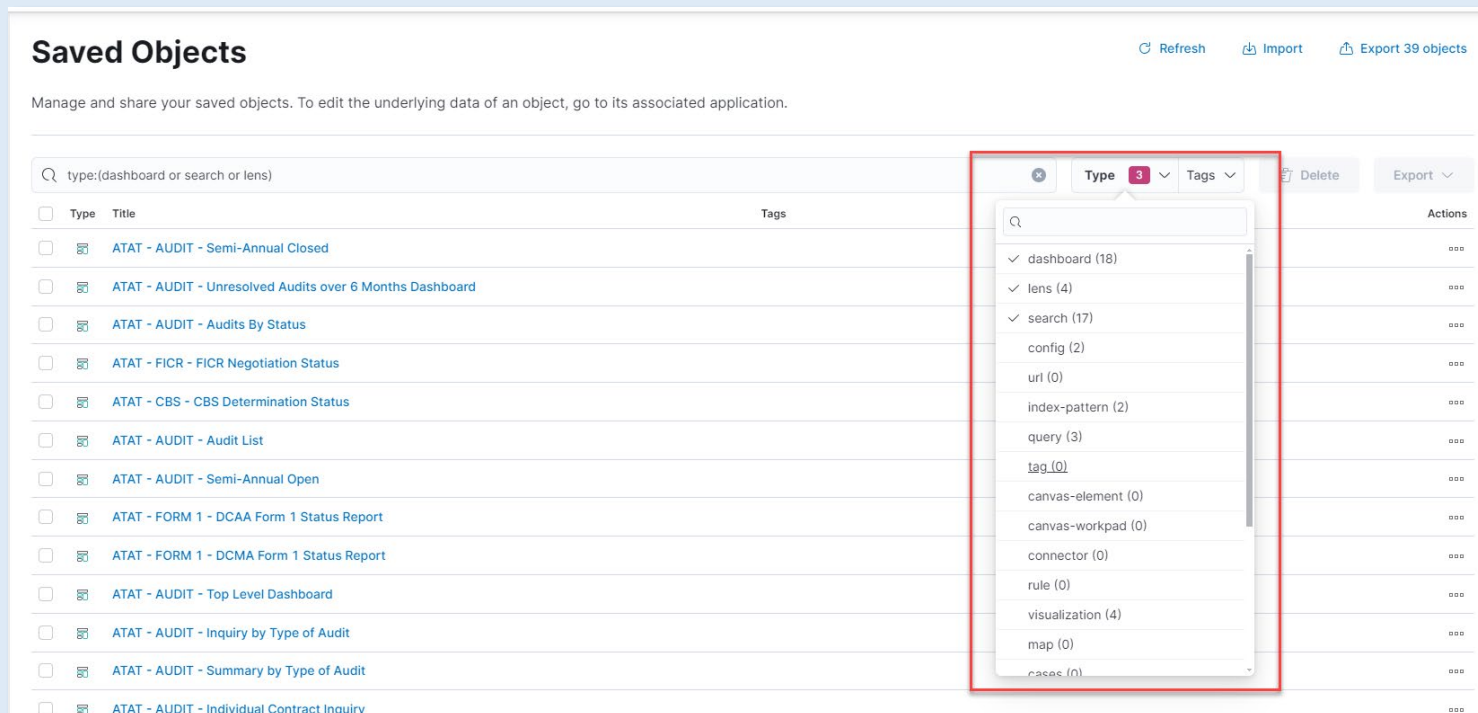 Saved Objects
Refresh Import Export 39 objects
Manage and share your saved objects. To edit the underlying data of an object, go to its associated application.
type:(dashboard or search or lens)
Type 3 Tags Delete Export
Type Title Tags Actions
ATAT - AUDIT - Semi-Annual Closed
ATAT - AUDIT - Unresolved Audits over 6 Months Dashboard
ATAT - AUDIT - Audits By Status
ATAT - FICR - FICR Negotiation Status
ATAT - CBS - CBS Determination Status
ATAT - AUDIT - Audit List
ATAT - AUDIT - Semi-Annual Open
ATAT - FORM 1 - DCAA Form 1 Status Report
ATAT - FORM 1 - DCMA Form 1 Status Report
ATAT - AUDIT - Top Level Dashboard
ATAT - AUDIT - Inquiry by Type of Audit
ATAT - AUDIT - Summary by Type of Audit
ATAT - AUDIT - Individual Contract Inquiry
dashboard (18)
lens (4)
search (17)
config (2)
url (0)
index-pattern (2)
query (3)
tag (0)
canvas-element (0)
canvas-workpad (0)
connector (0)
rule (0)
visualization (4)
map (0)
cases (0)